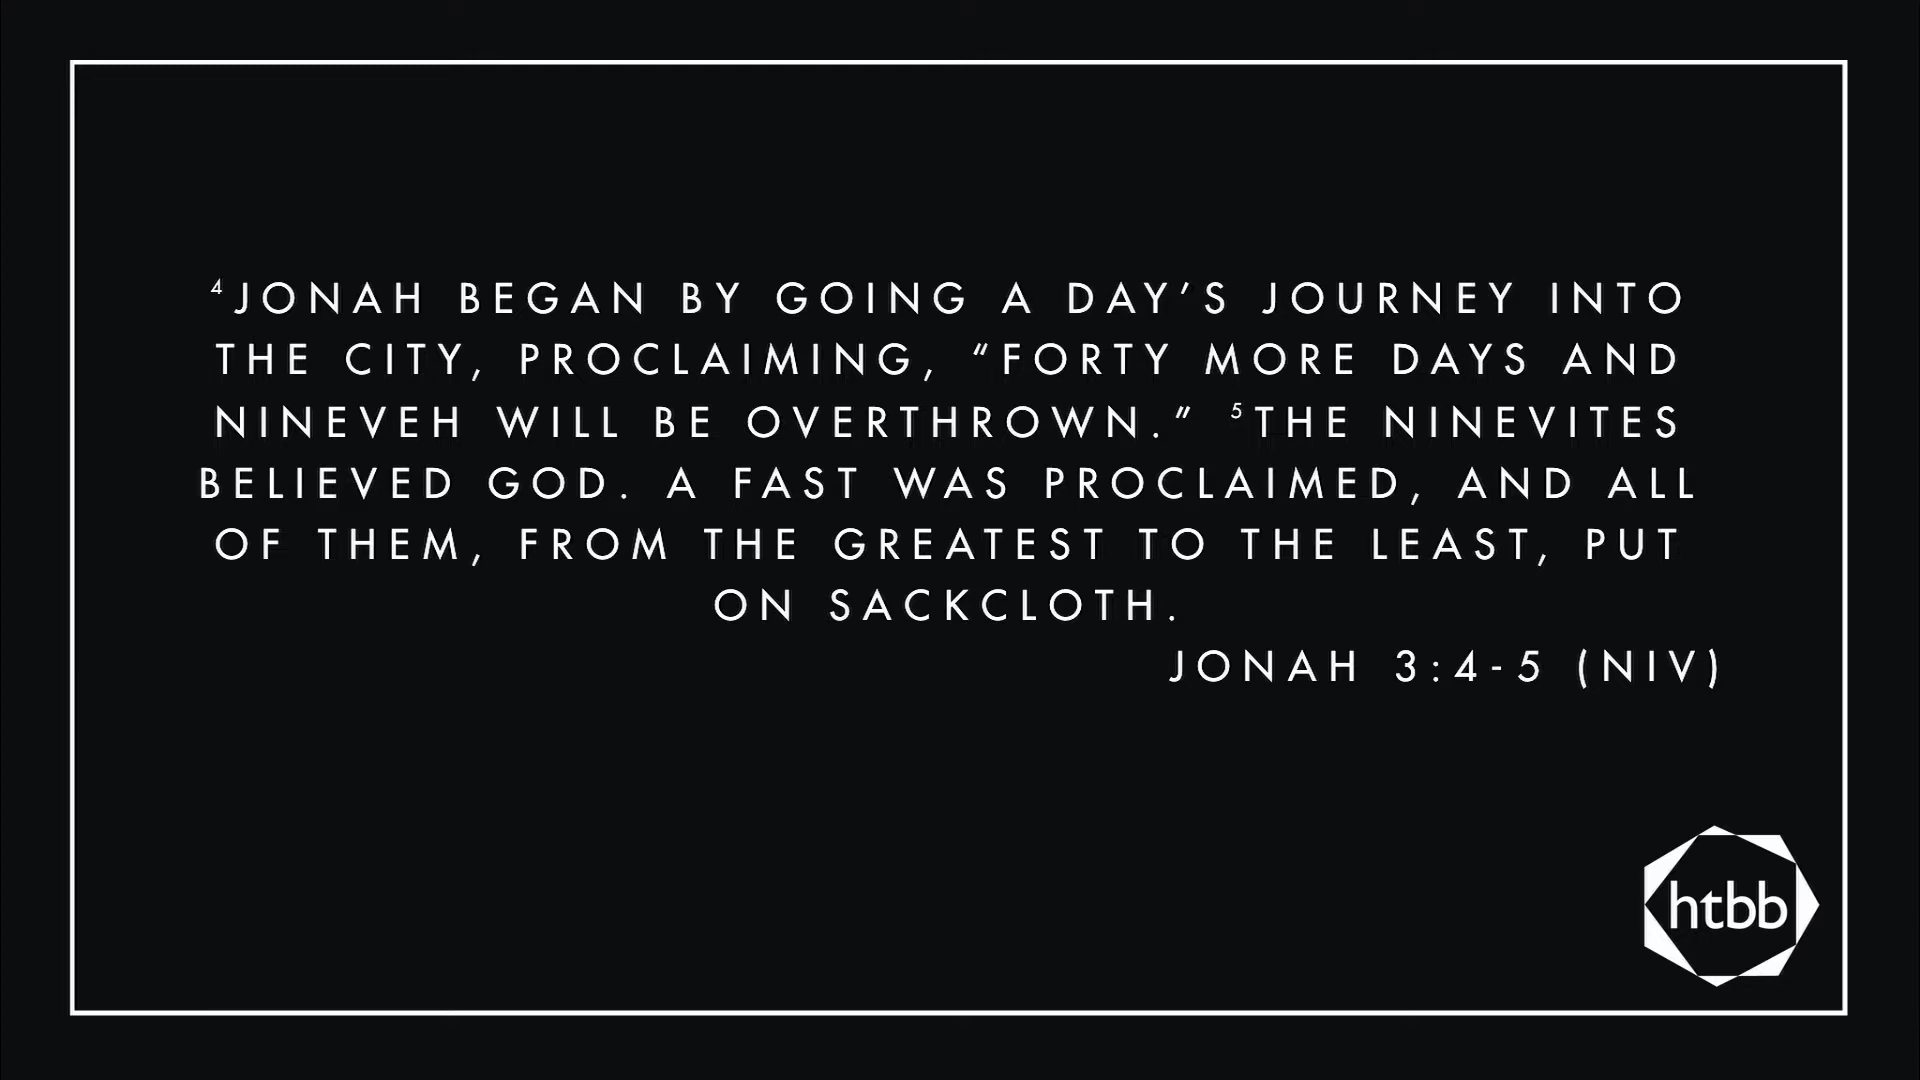 ⁴JONAH BEGAN BY GOING A DAY’S JOURNEY INTO
THE CITY, PROCLAIMING, “FORTY MORE DAYS AND
NINEVEH WILL BE OVERTHROWN.” ⁵THE NINEVITES
BELIEVED GOD. A FAST WAS PROCLAIMED, AND ALL
OF THEM, FROM THE GREATEST TO THE LEAST, PUT
ON SACKCLOTH.
JONAH 3:4-5 (NIV)
htbb